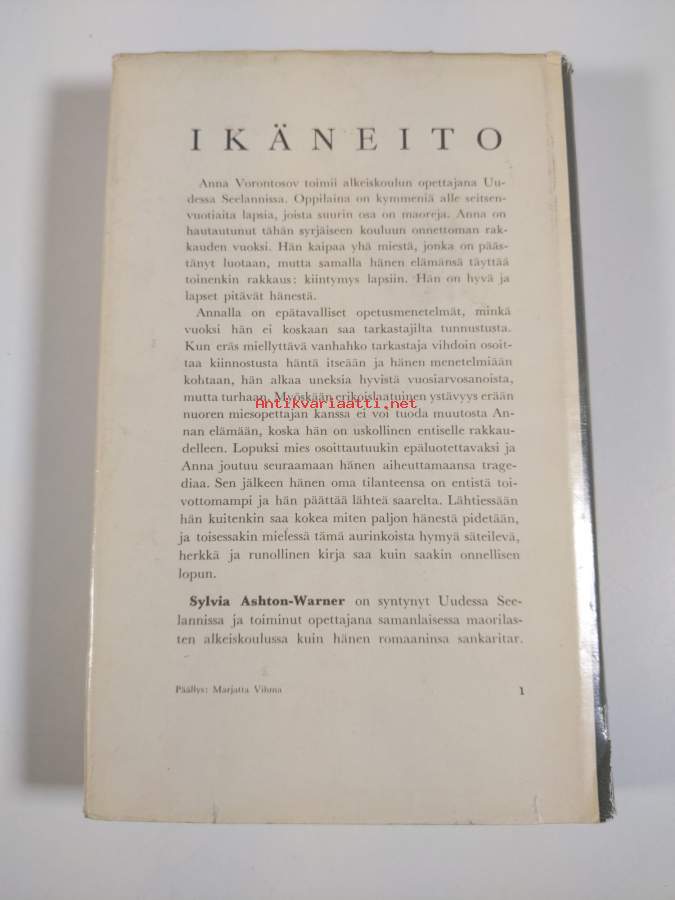 IKÄNEITO
Anna Vorontosov toimii alkeiskoulun opettajana Uu-
dessa Seelannissa. Oppilaina on kymmeniä alle seitsen-
vuotiaita lapsia, joista suurin osa on maoreja. Anna on
hautautunut tähän syrjäiseen kouluun onnettoman rak-
kauden vuoksi. Hän kaipaa yhä miestä, jonka on pääs-
tänyt luotaan, mutta samalla hänen elämänsä täyttää
toinenkin rakkaus: kiintymys lapsiin. Hän on hyvä ja
lapset pitävät hänestä.
Annalla on epätavalliset opetusmenetelmät, minkä
vuoksi hän ei koskaan saa tarkastajilta tunnustusta.
Kun eräs miellyttävä vanhahko tarkastaja vihdoin osoit-
taa kiinnostusta häntä itseään ja hänen menetelmiään
kohtaan, hän alkaa uneksia hyvistä vuosiarvosanoista,
mutta turhaan. Myöskään erikoislaatuinen ystävyys erään
Antikvariaatti.net
nuoren miesopettajan kanssa ei voi tuoda muutosta An-
nan elämään, koska hän on uskollinen entiselle rakkau-
delleen. Lopuksi mies osoittautuukin epäluotettavaksi ja
Anna joutuu seuraamaan hänen aiheuttamaansa trage-
diaa. Sen jälkeen hänen oma tilanteensa on entistä toi-
vottomampi ja hän päättää lähteä saarelta. Lähtiessään
hän kuitenkin saa kokea miten paljon hänestä pidetään,
ja toisessakin mielessä tämä aurinkoista hymyä säteilevä,
herkkä ja runollinen kirja saa kuin saakin onnellisen
lopun.
Sylvia Ashton-Warner on syntynyt Uudessa See-
lannissa ja toiminut opettajana samanlaisessa maorilas-
ten alkeiskoulussa kuin hänen romaaninsa sankaritar.
Päällys: Marjatta Vihma
1